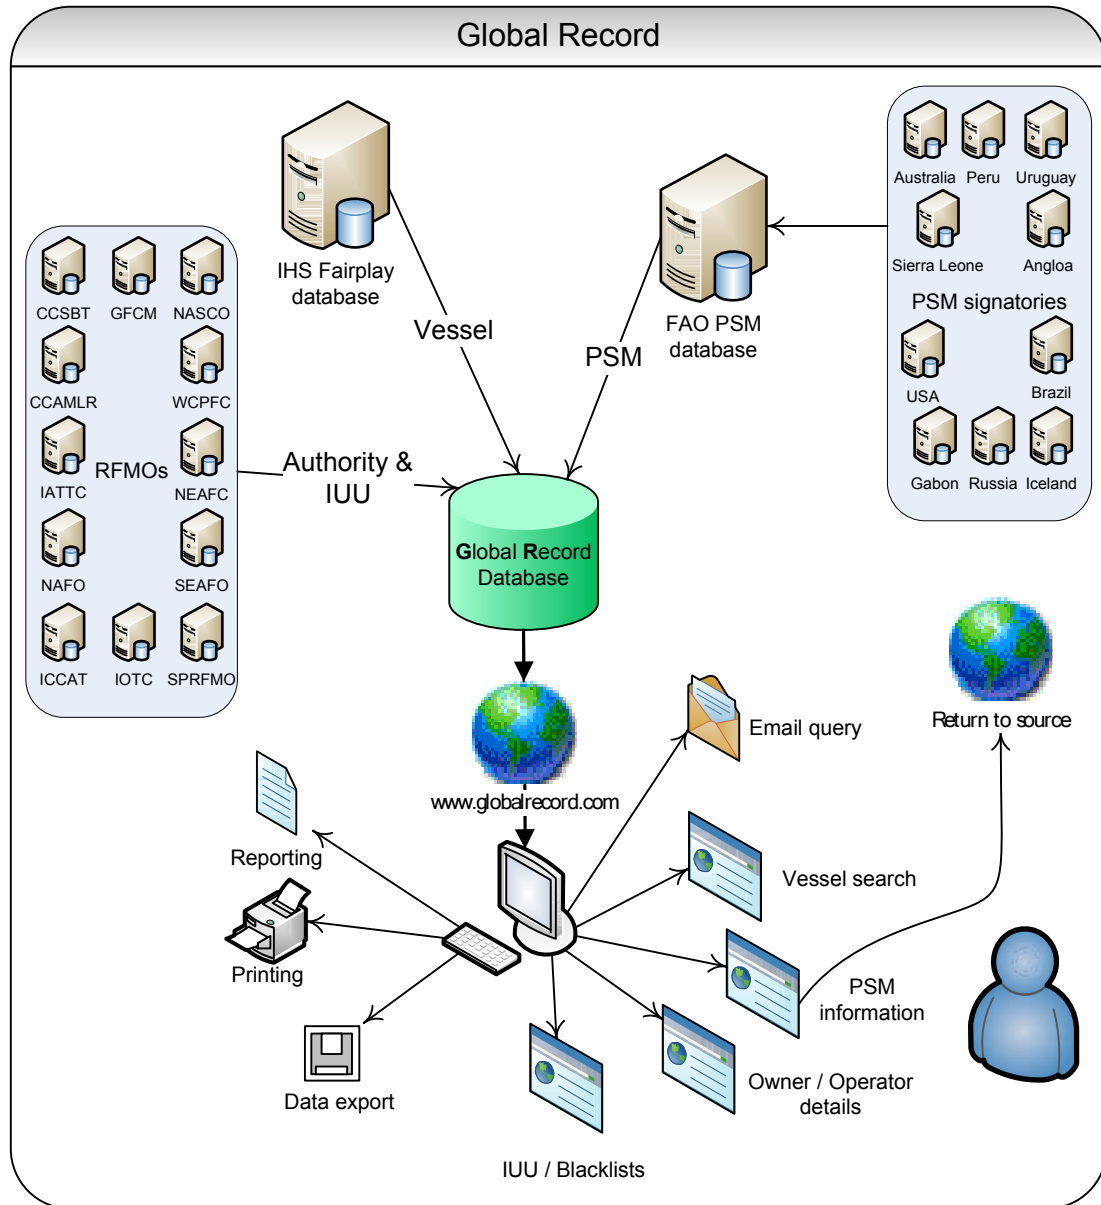 Global Record
Australia
Peru
Uruguay
Sierra Leone
Angloa
PSM signatories
USA
Brazil
Gabon
Russia
Iceland
IHS Fairplay
database
FAO PSM
database
Vessel
PSM
CCSBT
GFCM
NASCO
CCAMLR
WCPFC
IATTC
RFMOs
NEAFC
NAFO
SEAFO
ICCAT
IOTC
SPRFMO
Authority &
IUU
Global Record
Database
www.globalrecord.com
Email query
Return to source
Reporting
Vessel search
Printing
PSM
information
Data export
Owner / Operator
details
IUU / Blacklists